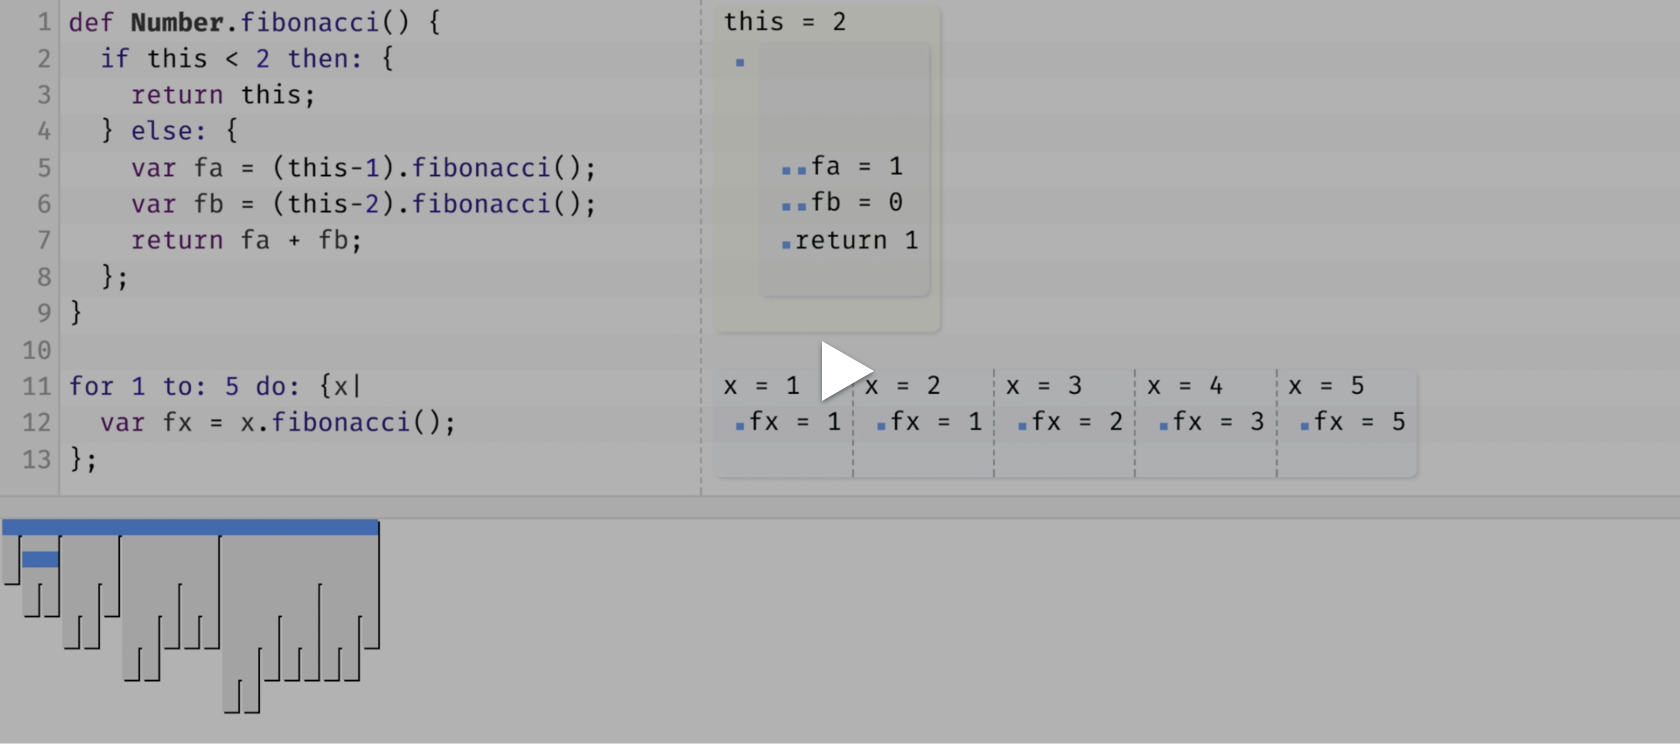 1 def Number.fibonacci() {
2 if this < 2 then: {
3 return this;
4 } else: {
5 var fa = (this-1).fibonacci();
6 var fb = (this-2).fibonacci();
7 return fa + fb;
8 };
9 }
10
11 for 1 to: 5 do: {x|
12 var fx = x.fibonacci();
13 };
this = 2
fa = 1
fb = 0
return 1
x = 1 x = 2 x = 3 x = 4 x = 5
fx = 1 fx = 1 fx = 2 fx = 3 fx = 5